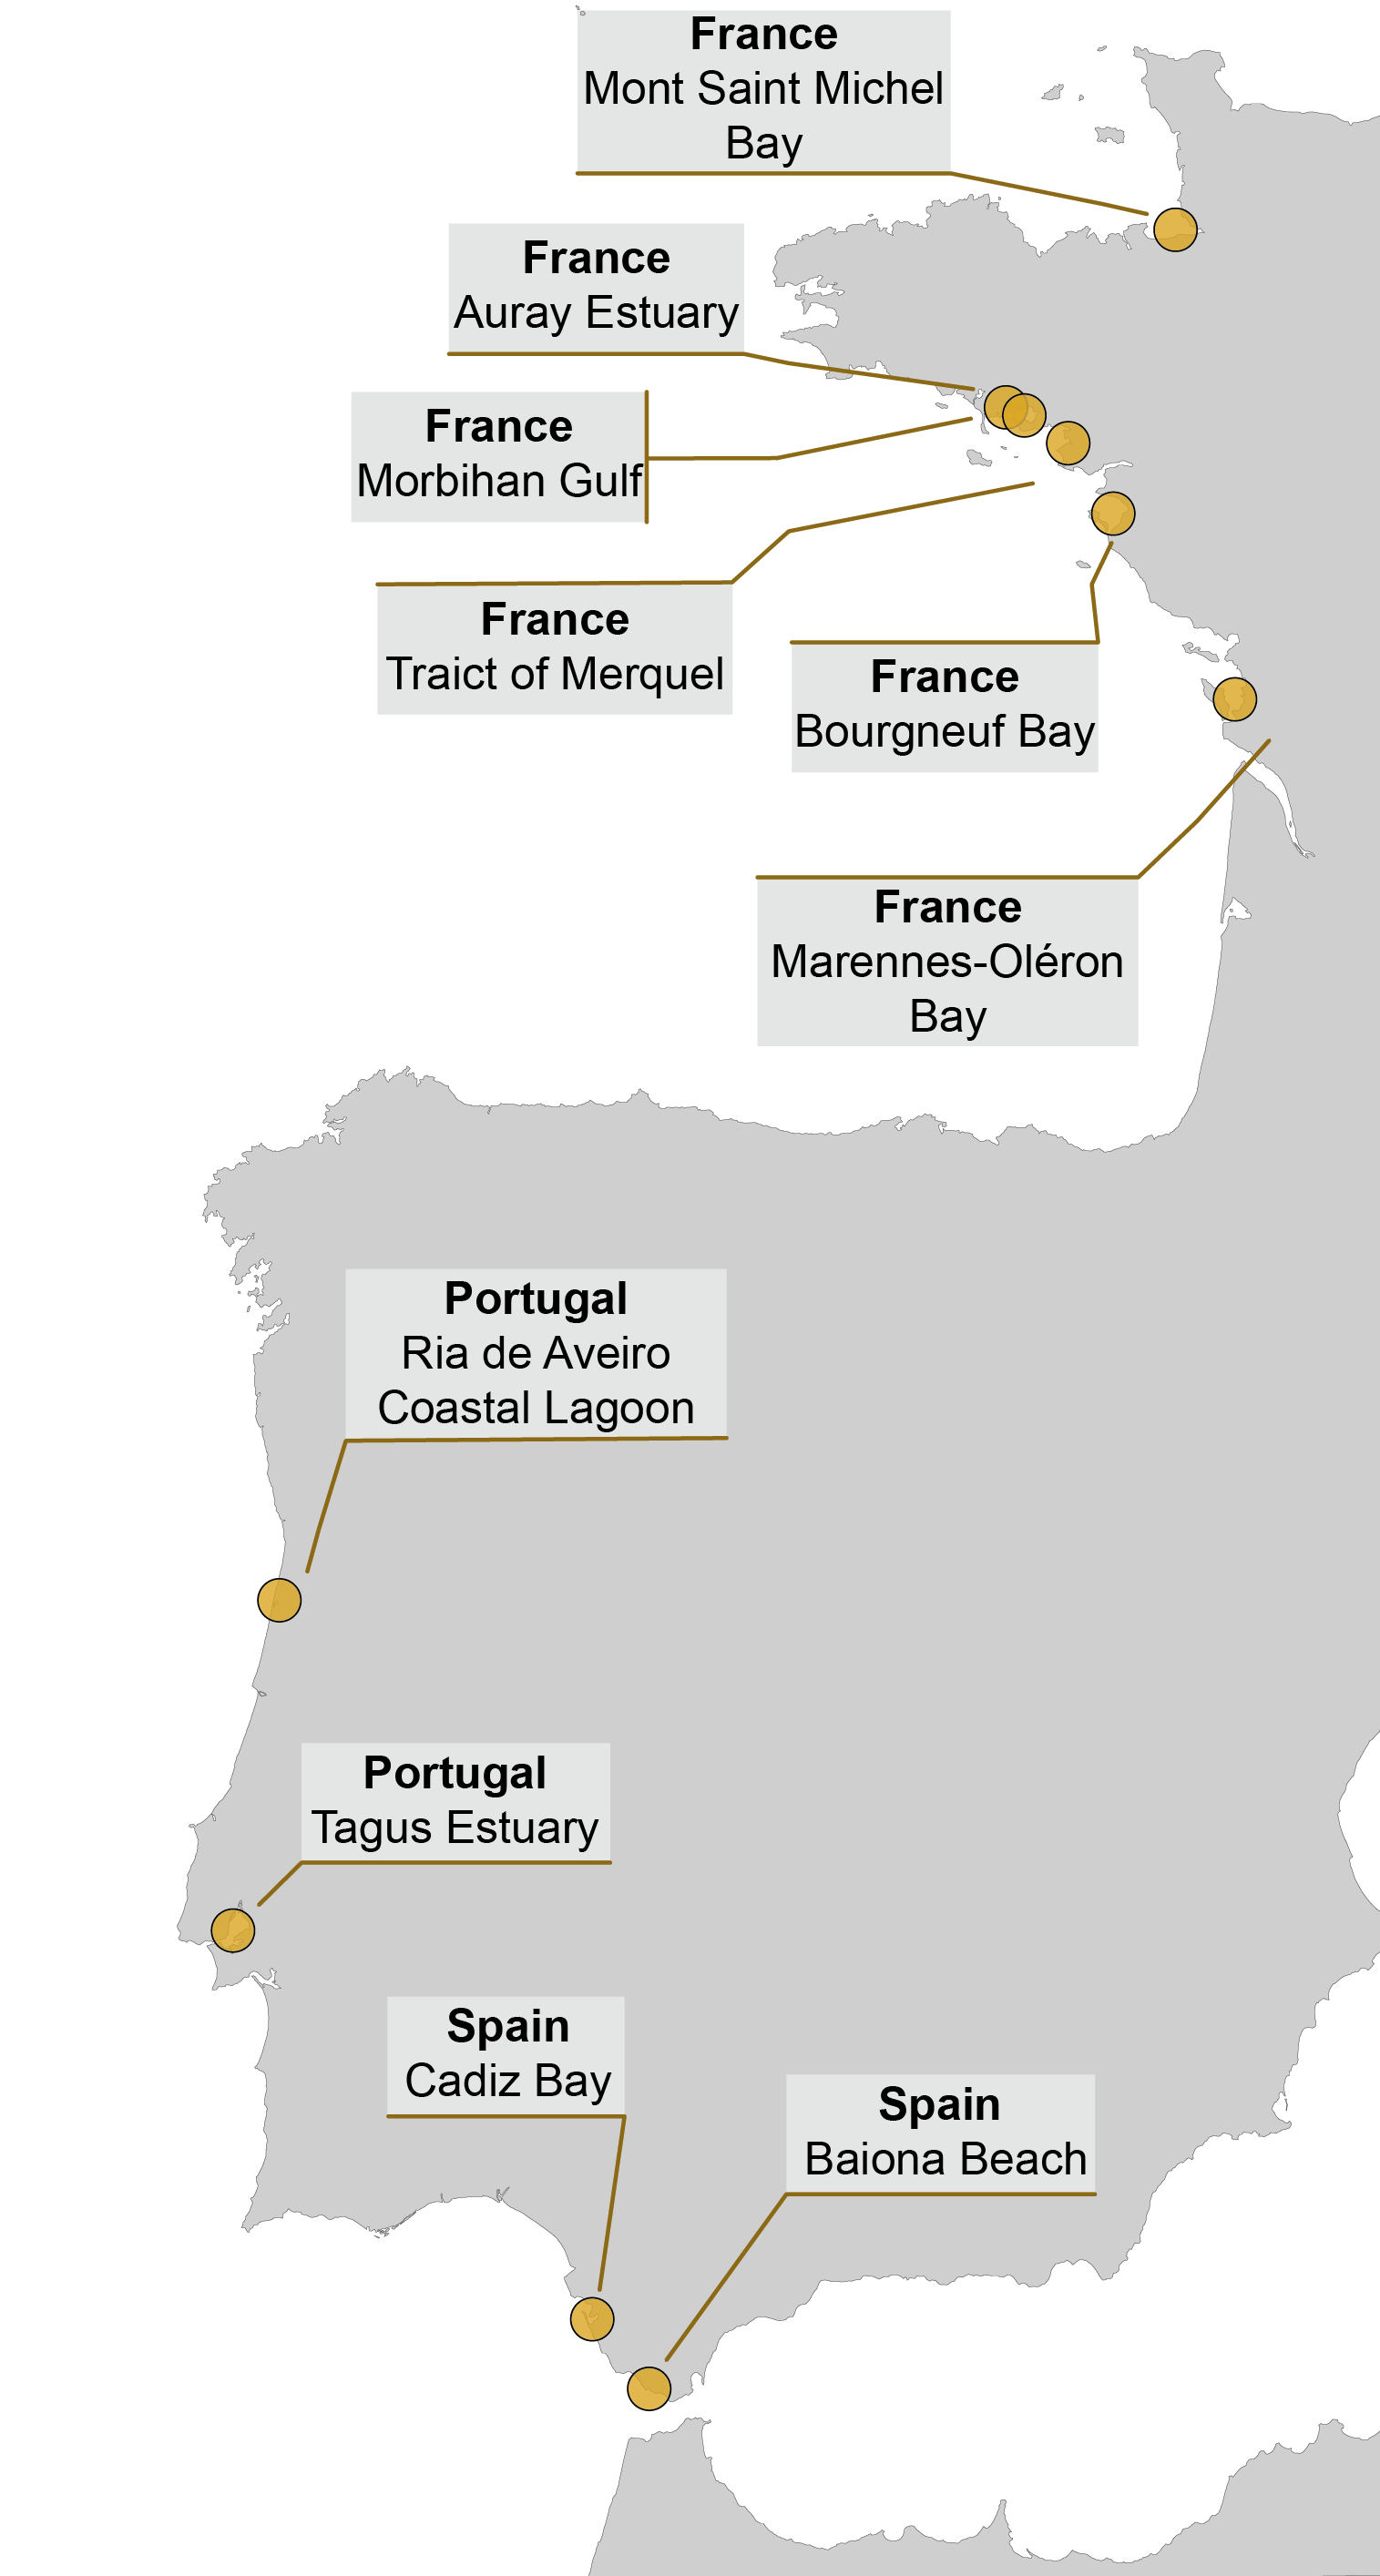 France
Mont Saint Michel
Bay
France
Auray Estuary
France
Morbihan Gulf
France
Traict of Merquel
France
Bourgneuf Bay
France
Marennes-Oléron
Bay
Portugal
Ria de Aveiro
Coastal Lagoon
Portugal
Tagus Estuary
Spain
Cadiz Bay
Spain
Baiona Beach